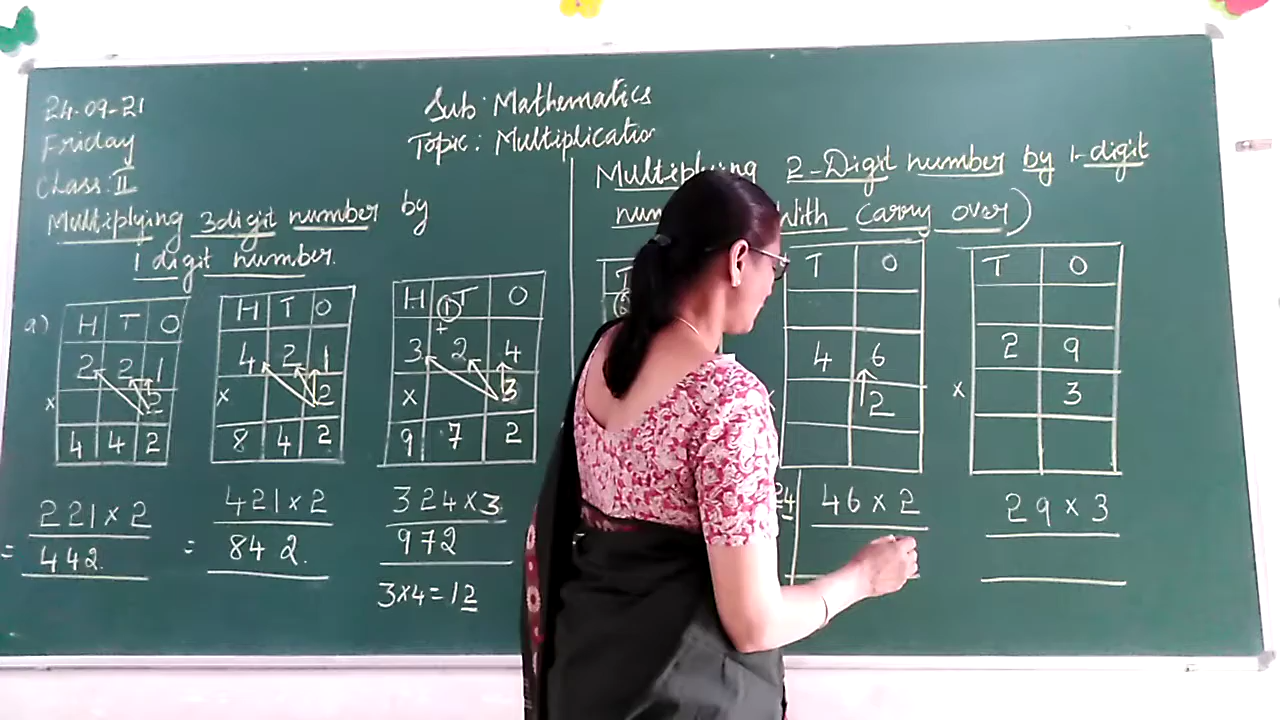 24-09-21
Friday
Class: II
Sub: Mathematics
Topic: Multiplication
Multiplying 3digit number by
1 digit number.
a)
H T O
2 2 1
x 2
4 4 2
221 x 2
= 442.
H T O
4 2 1
x 2
8 4 2
421 x 2
= 842.
H 1 T O
+
3 2 4
x 3
9 7 2
324 x 3
972
3x4 = 12
Multiplying 2-Digit number by 1-digit
With carry over)
T
24
T O
4 6
x 2
46 x 2
T O
2 9
x 3
29 x 3